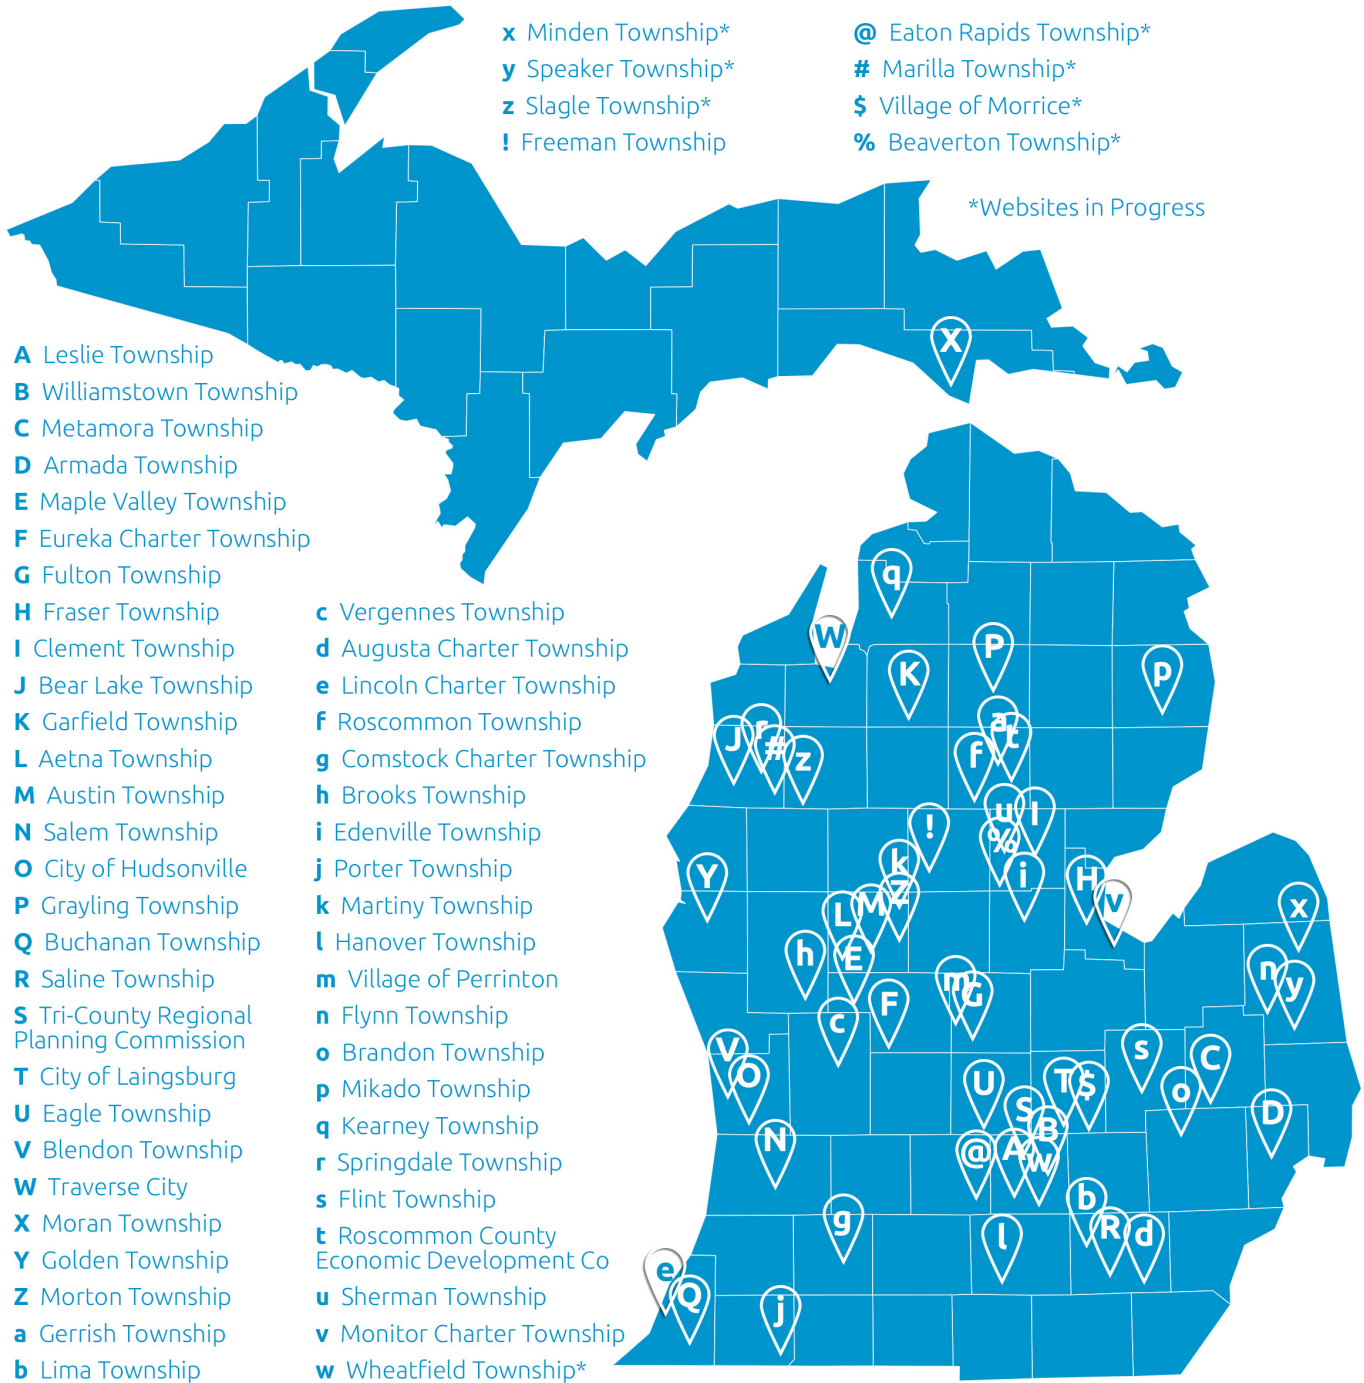 x Minden Township*
y Speaker Township*
z Slagle Township*
! Freeman Township
@ Eaton Rapids Township*
# Marilla Township*
$ Village of Morrice*
% Beaverton Township*
*Websites in Progress
A Leslie Township
B Williamstown Township
C Metamora Township
D Armada Township
E Maple Valley Township
F Eureka Charter Township
G Fulton Township
H Fraser Township
I Clement Township
J Bear Lake Township
K Garfield Township
L Aetna Township
M Austin Township
N Salem Township
O City of Hudsonville
P Grayling Township
Q Buchanan Township
R Saline Township
S Tri-County Regional
Planning Commission
T City of Laingsburg
U Eagle Township
V Blendon Township
W Traverse City
X Moran Township
Y Golden Township
Z Morton Township
a Gerrish Township
b Lima Township
c Vergennes Township
d Augusta Charter Township
e Lincoln Charter Township
f Roscommon Township
g Comstock Charter Township
h Brooks Township
i Edenville Township
j Porter Township
k Martiny Township
l Hanover Township
m Village of Perrinton
n Flynn Township
o Brandon Township
p Mikado Township
q Kearney Township
r Springdale Township
s Flint Township
t Roscommon County
Economic Development Co
u Sherman Township
v Monitor Charter Township
w Wheatfield Township*
X
q
W
P
K
p
a
t
r
J
#
z
f
u
I
!
%
k
i
Y
H
Z
v
M
L
x
h
E
n
m
y
G
F
c
V
s
C
O
U
T
$
o
S
D
B
N
@
A
w
b
g
R
d
l
e
Q
j